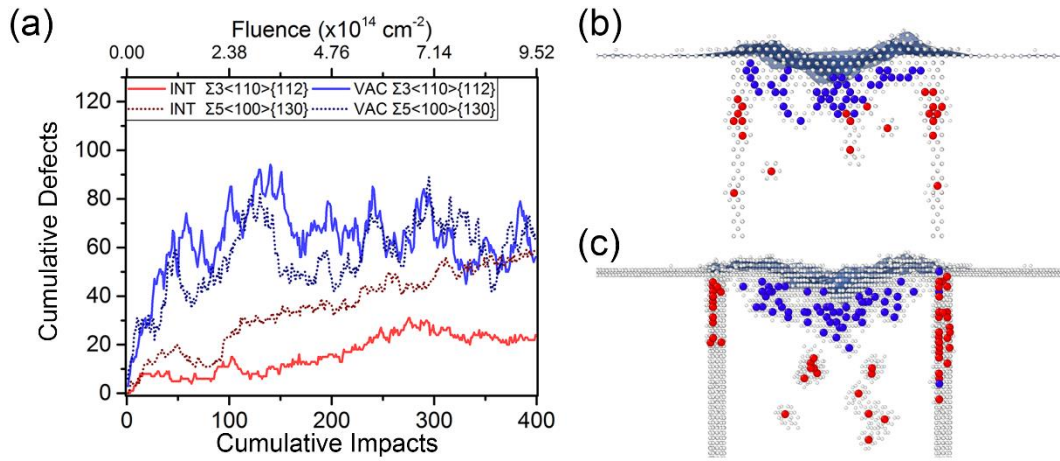 (a)
Fluence (x10¹⁴ cm⁻²)
0.00 2.38 4.76 7.14 9.52
INT Σ3<110>{112} VAC Σ3<110>{112}
INT Σ5<100>{130} VAC Σ5<100>{130}
120
100
80
60
40
20
0
Cumulative Defects
0 100 200 300 400
Cumulative Impacts
(b)
(c)